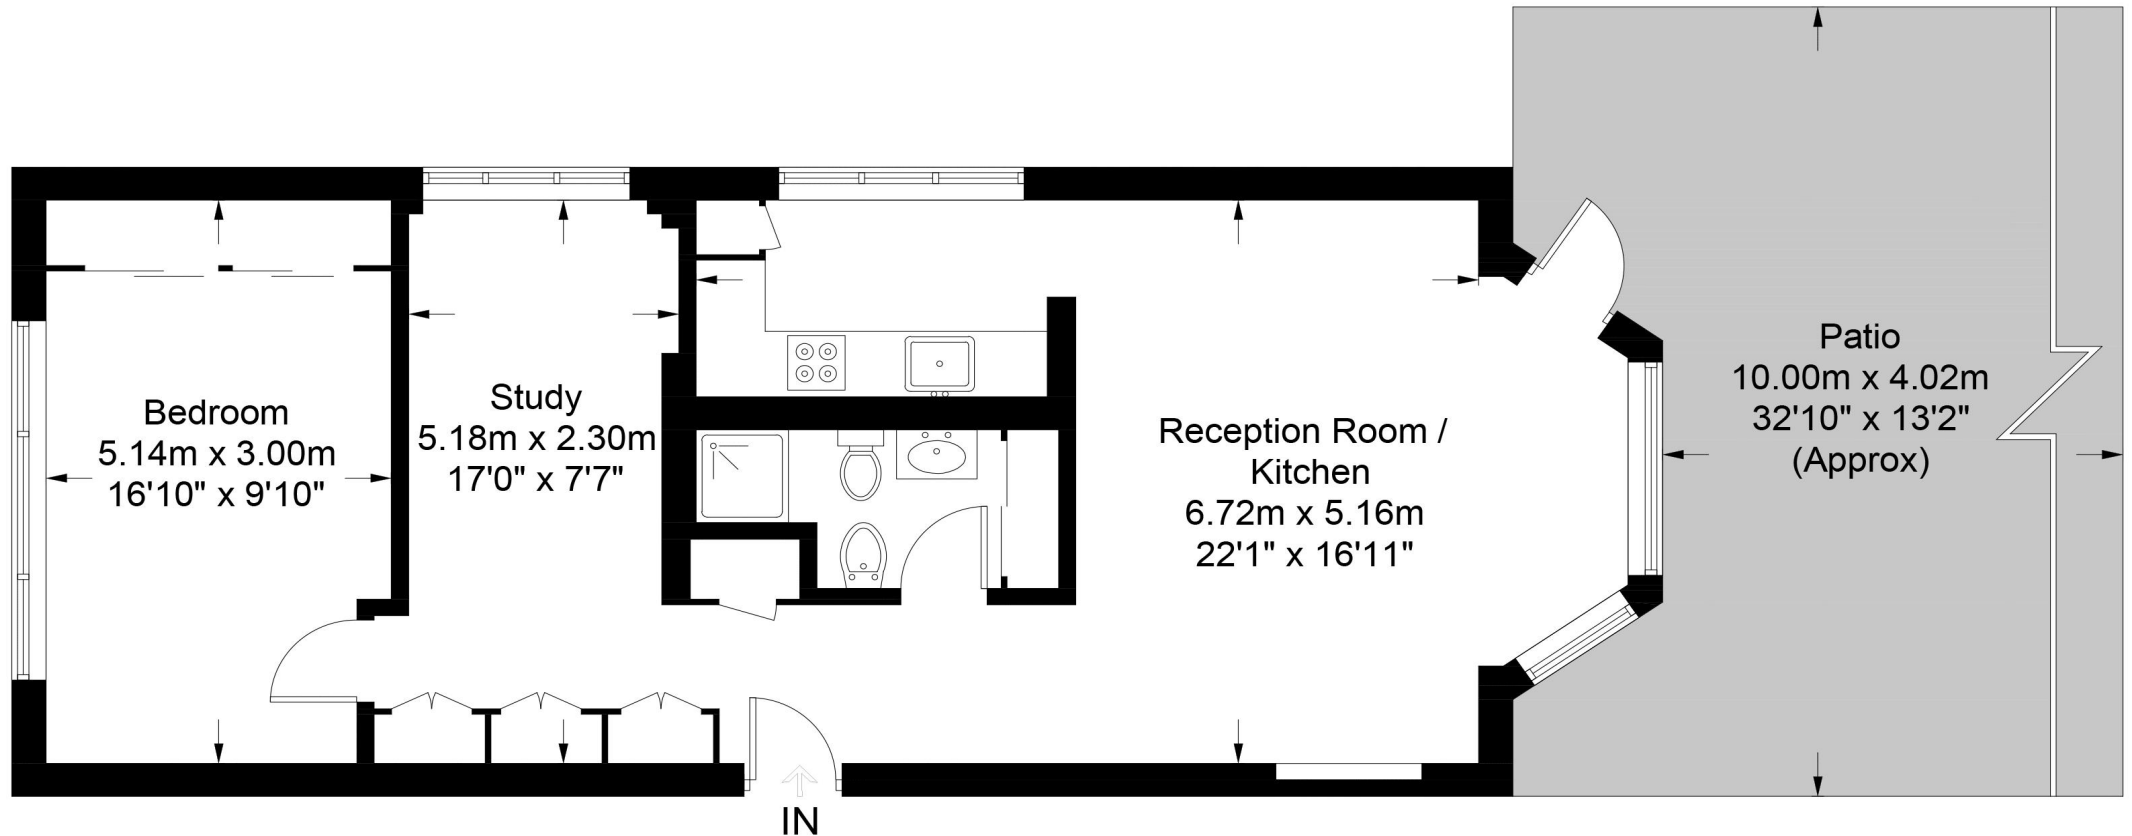 Bedroom
5.14m x 3.00m
16'10" x 9'10"
Study
5.18m x 2.30m
17'0" x 7'7"
Reception Room /
Kitchen
6.72m x 5.16m
22'1" x 16'11"
Patio
10.00m x 4.02m
32'10" x 13'2"
(Approx)
IN